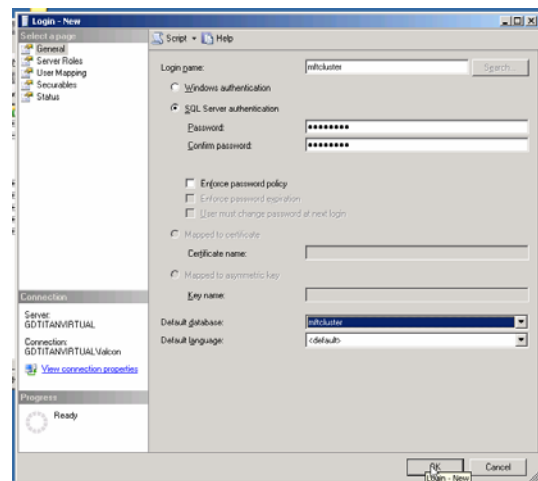 Login - New
Select a page
General
Server Roles
User Mapping
Securables
Status
Script
Help
Login name:
mftcluster
Search...
Windows authentication
SQL Server authentication
Password:
●●●●●●●●
Confirm password:
●●●●●●●●
Enforce password policy
Enforce password expiration
User must change password at next login
Mapped to certificate
Certificate name:
Mapped to asymmetric key
Key name:
Default database:
mftcluster
Default language:
<default>
Connection
Server:
GDTITANVIRTUAL
Connection:
View connection properties
Progress
Ready
OK
Cancel
Login - New